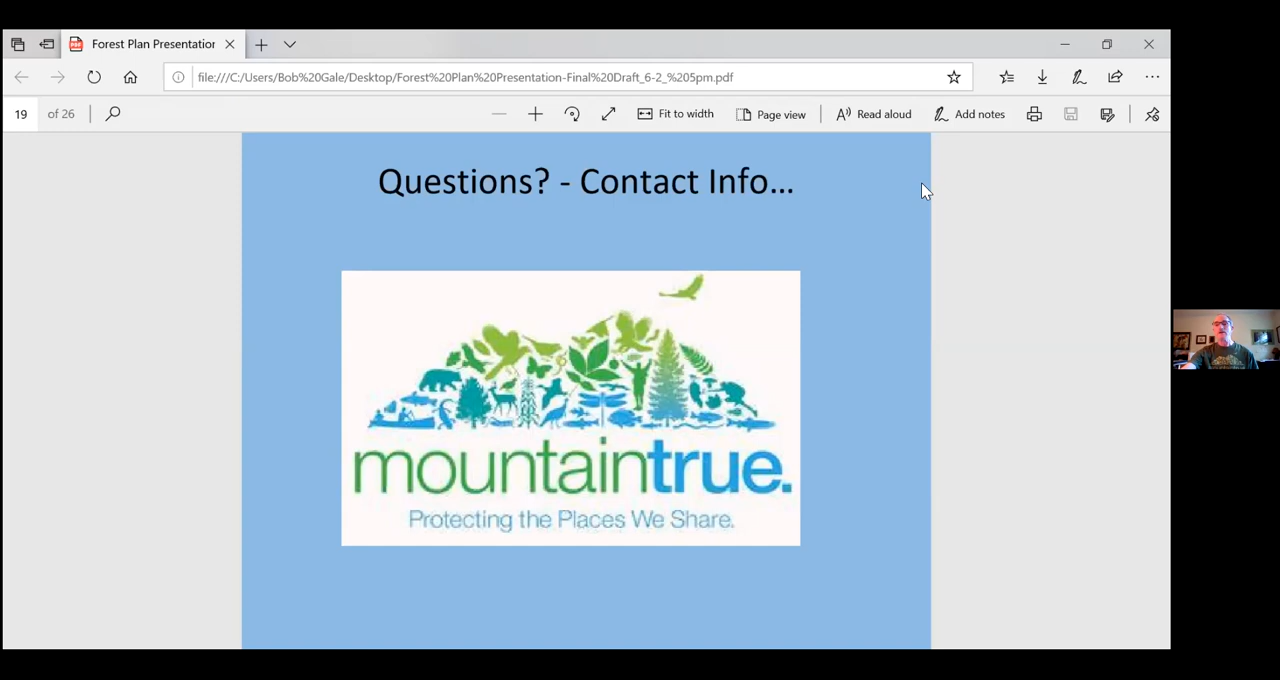 Forest Plan Presentation
file:///C:/Users/Bob%20Gale/Desktop/Forest%20Plan%20Presentation-Final%20Draft_6-2_%205pm.pdf
19 of 26 Fit to width Page view Read aloud Add notes
Questions? - Contact Info...
mountaintrue.
Protecting the Places We Share.